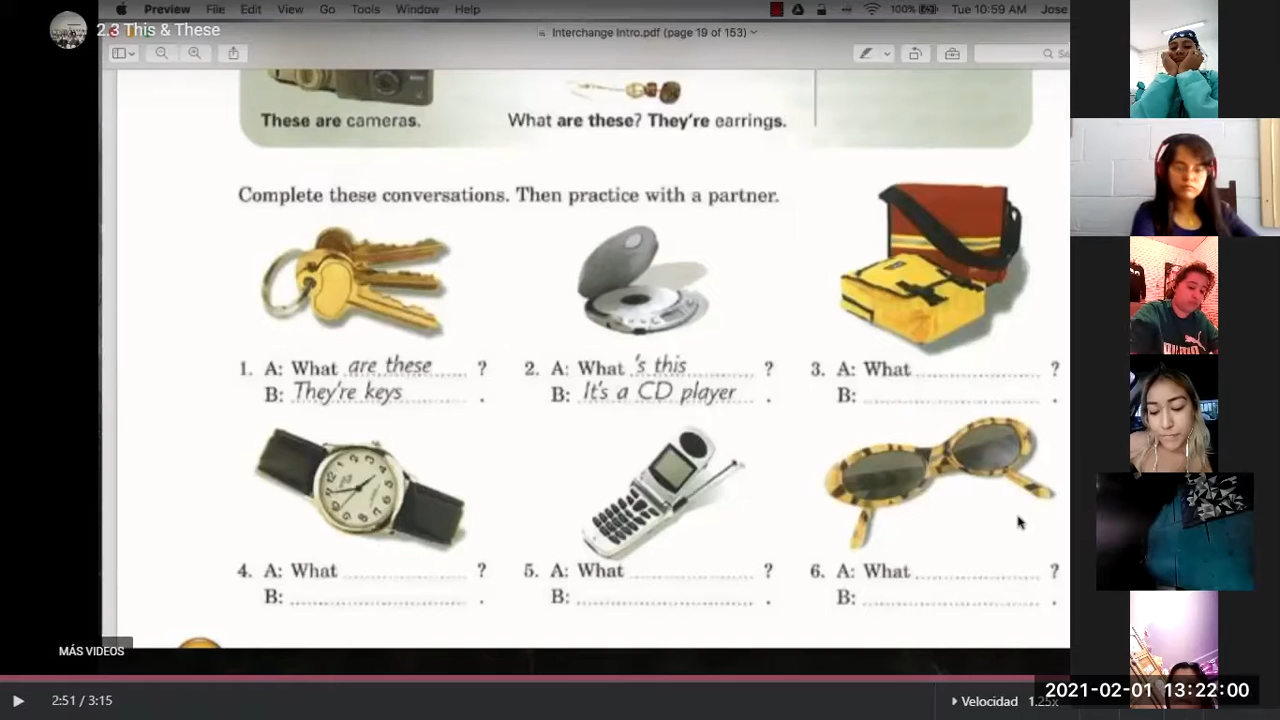 Preview File Edit View Go Tools Window Help 100% Tue 10:59 AM Jose
2.3 This & These
Interchange Intro.pdf (page 19 of 153)
These are cameras. What are these? They're earrings.
Complete these conversations. Then practice with a partner.
1. A: What are these ? 2. A: What 's this ? 3. A: What ?
B: They're keys . B: It's a CD player . B: .
4. A: What ? 5. A: What ? 6. A: What ?
B: . B: . B: .
MÁS VIDEOS
2:51 / 3:15 Velocidad 1.25x
2021-02-01 13:22:00